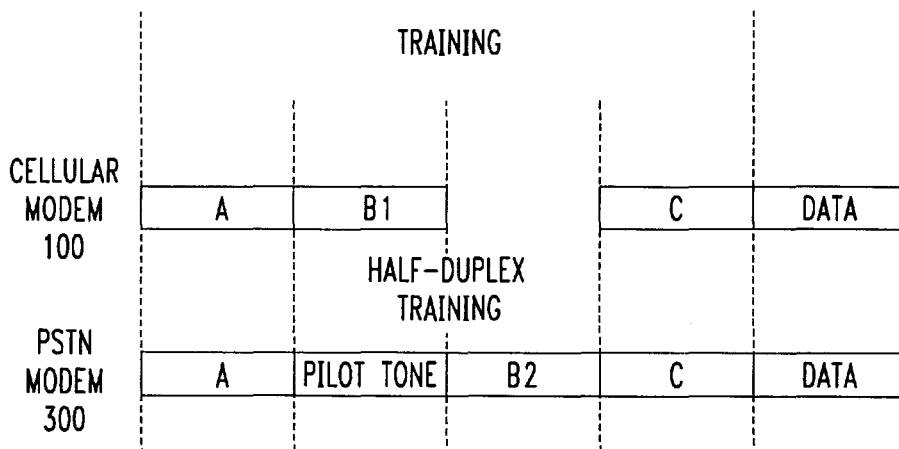 TRAINING
CELLULAR
MODEM
100
A
B1
C
DATA
HALF-DUPLEX
TRAINING
PSTN
MODEM
300
A
PILOT TONE
B2
C
DATA